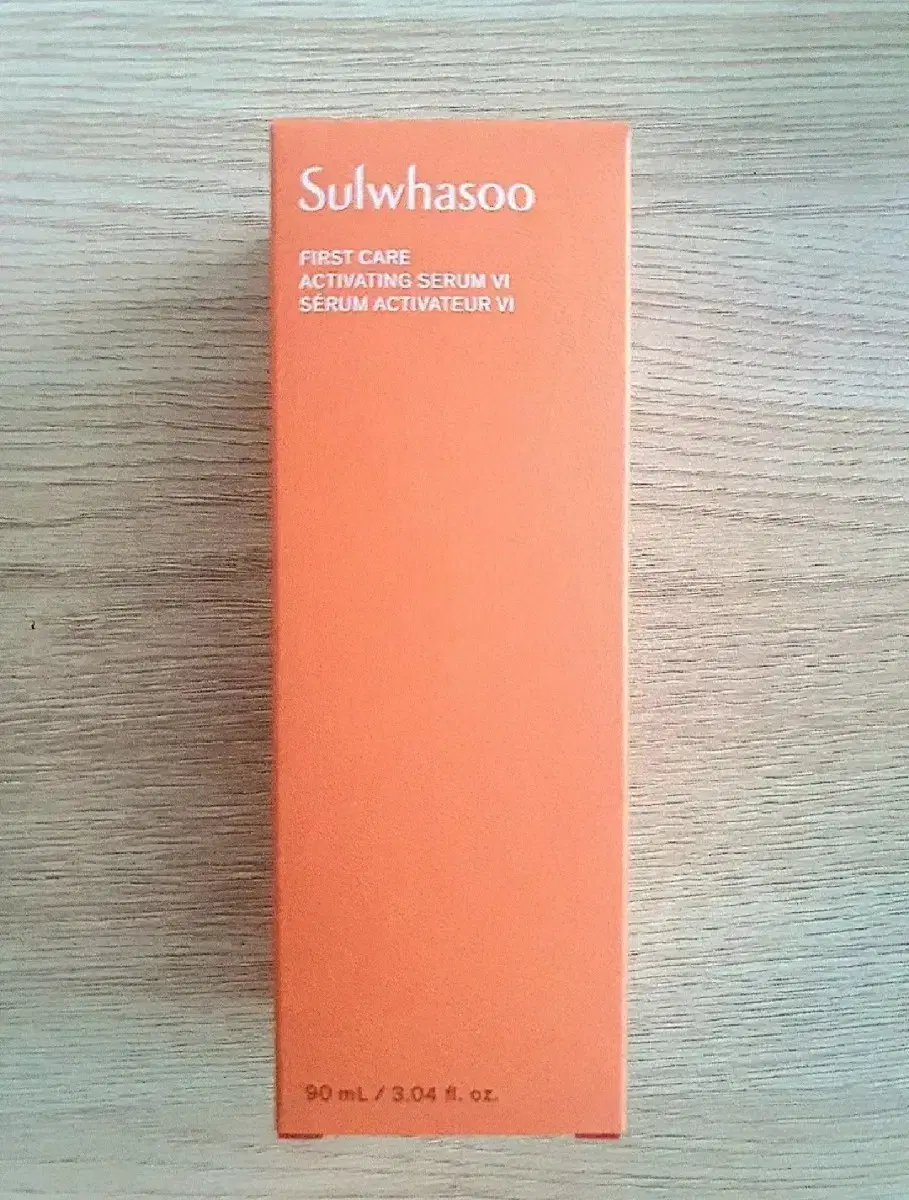 Sulwhasoo
FIRST CARE
ACTIVATING SERUM VI
SÉRUM ACTIVATEUR VI
90 mL / 3.04 fl. oz.